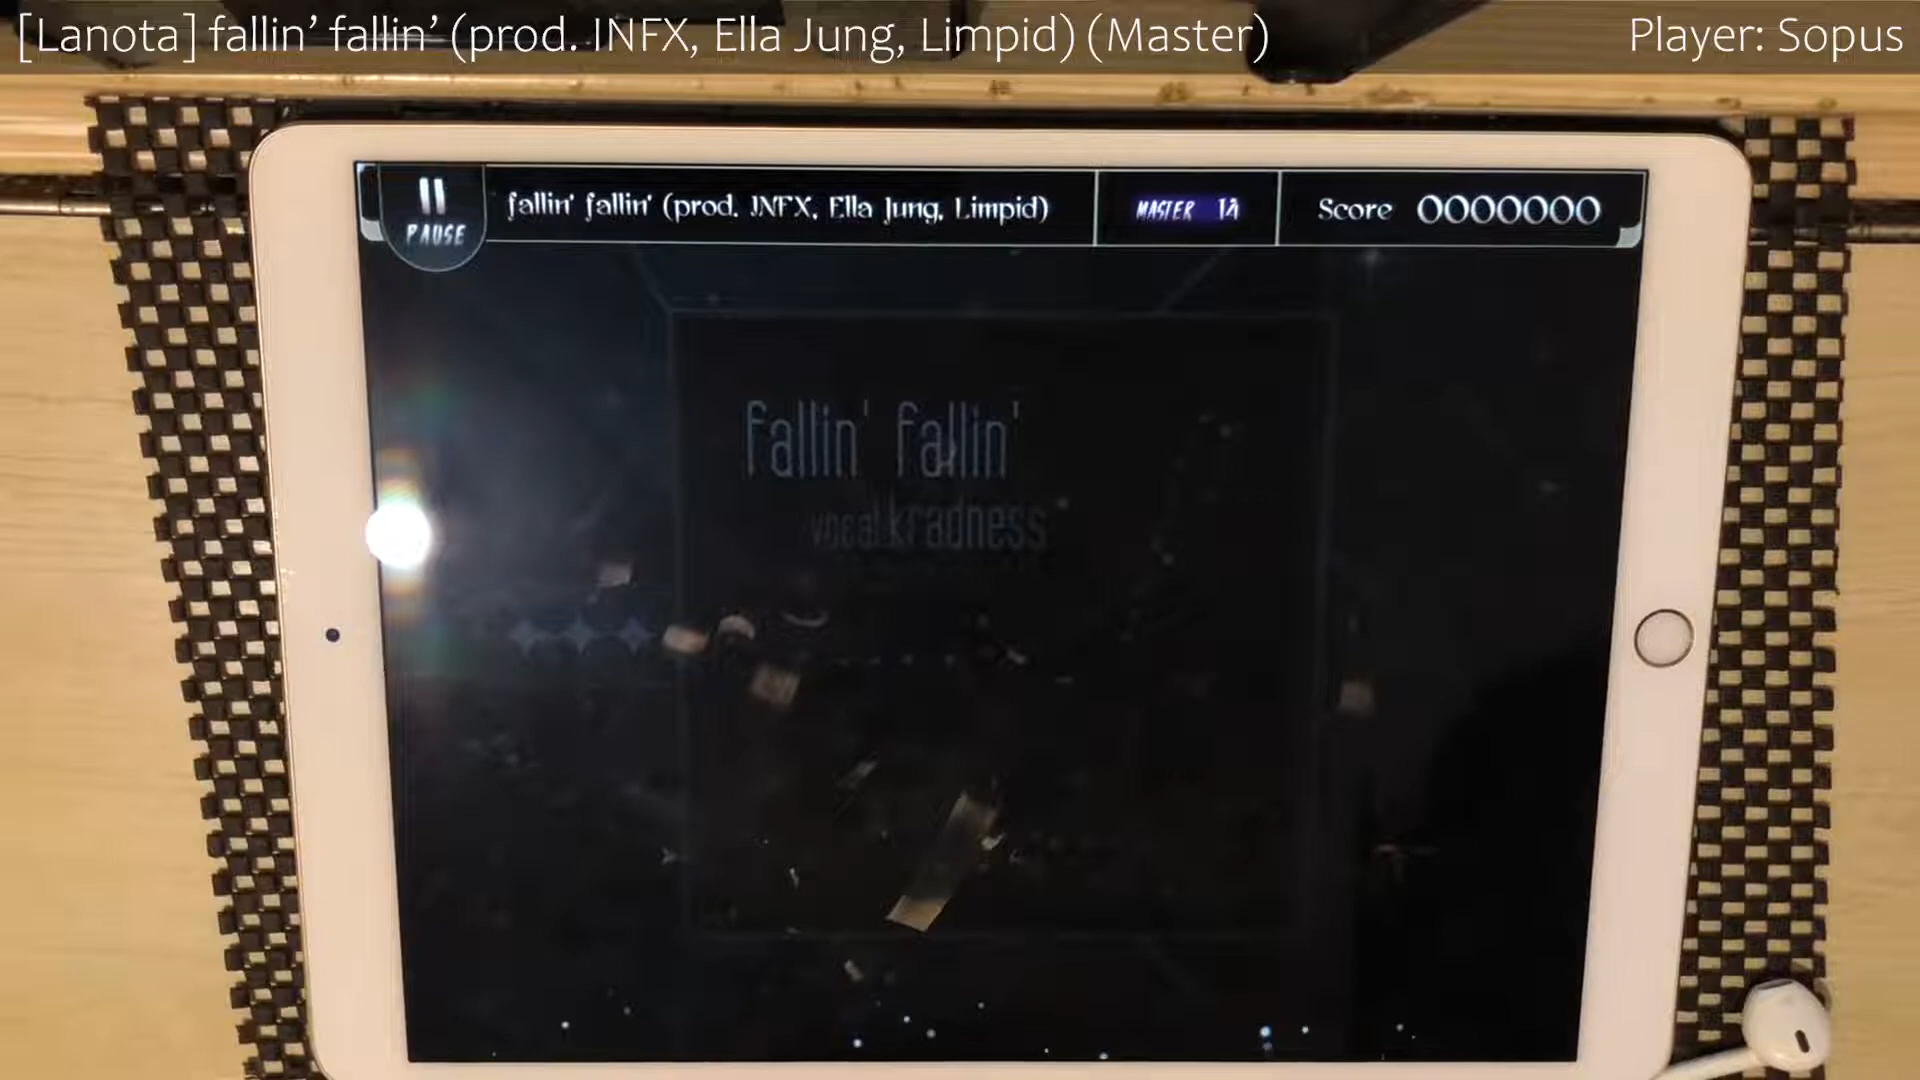 [Lanota] fallin’ fallin’ (prod. INFX, Ella Jung, Limpid) (Master)
Player: Sopus
PAUSE
fallin' fallin' (prod. INFX, Ella Jung, Limpid)
MASTER 14
Score 0000000
fallin' fallin'
vocal kradness